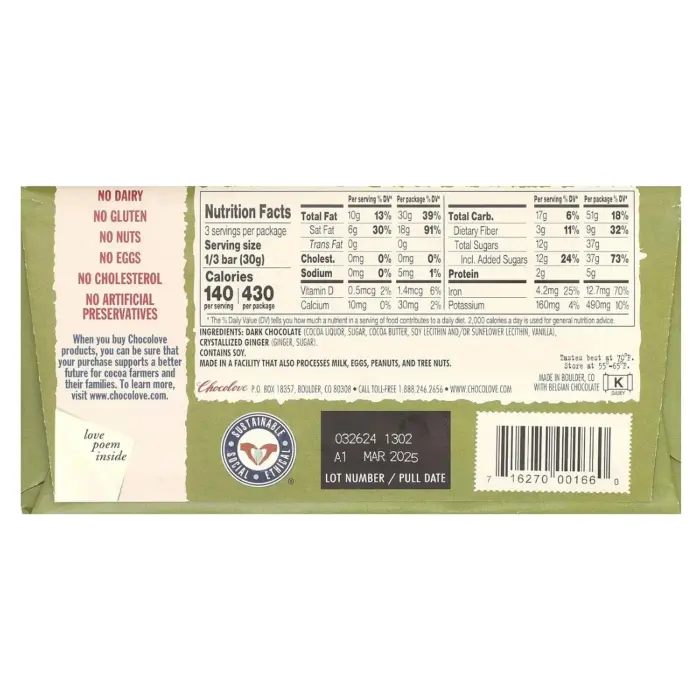 NO DAIRY
NO GLUTEN
NO NUTS
NO EGGS
NO CHOLESTEROL
NO ARTIFICIAL
PRESERVATIVES
When you buy Chocolove
products, you can be sure that
your purchase supports a better
future for cocoa farmers and
their families. To learn more,
visit www.chocolove.com.
love
poem
inside
Nutrition Facts
3 servings per package
Serving size
1/3 bar (30g)
Calories
140 430
per serving per package
Per serving %DV* Per package %DV*
Total Fat 10g 13% 30g 39%
Sat Fat 6g 30% 18g 91%
Trans Fat 0g 0g
Cholest. 0mg 0% 0mg 0%
Sodium 0mg 0% 5mg 1%
Vitamin D 0.5mcg 2% 1.4mcg 6%
Calcium 10mg 0% 30mg 2%
Per serving %DV* Per package %DV*
Total Carb. 17g 6% 51g 18%
Dietary Fiber 3g 11% 9g 32%
Total Sugars 12g 37g
Incl. Added Sugars 12g 24% 37g 73%
Protein 2g 5g
Iron 4.2mg 25% 12.7mg 70%
Potassium 160mg 4% 490mg 10%
*The % Daily Value (DV) tells you how much a nutrient in a serving of food contributes to a daily diet. 2,000 calories a day is used for general nutrition advice.
INGREDIENTS: DARK CHOCOLATE (COCOA LIQUOR, SUGAR, COCOA BUTTER, SOY LECITHIN AND/OR SUNFLOWER LECITHIN, VANILLA),
CRYSTALLIZED GINGER (GINGER, SUGAR).
CONTAINS SOY.
MADE IN A FACILITY THAT ALSO PROCESSES MILK, EGGS, PEANUTS, AND TREE NUTS.
Tastes best at 70°F.
Store at 55°-65°F.
Chocolove P.O. BOX 18357, BOULDER, CO 80308 • CALL TOLL-FREE 1.888.246.2656 • WWW.CHOCOLOVE.COM
MADE IN BOULDER, CO
WITH BELGIAN CHOCOLATE
K
DAIRY
SUSTAINABLE
SOCIAL • ETHICAL
®
032624 1302
A1 MAR 2025
LOT NUMBER / PULL DATE
7 16270 00166 0